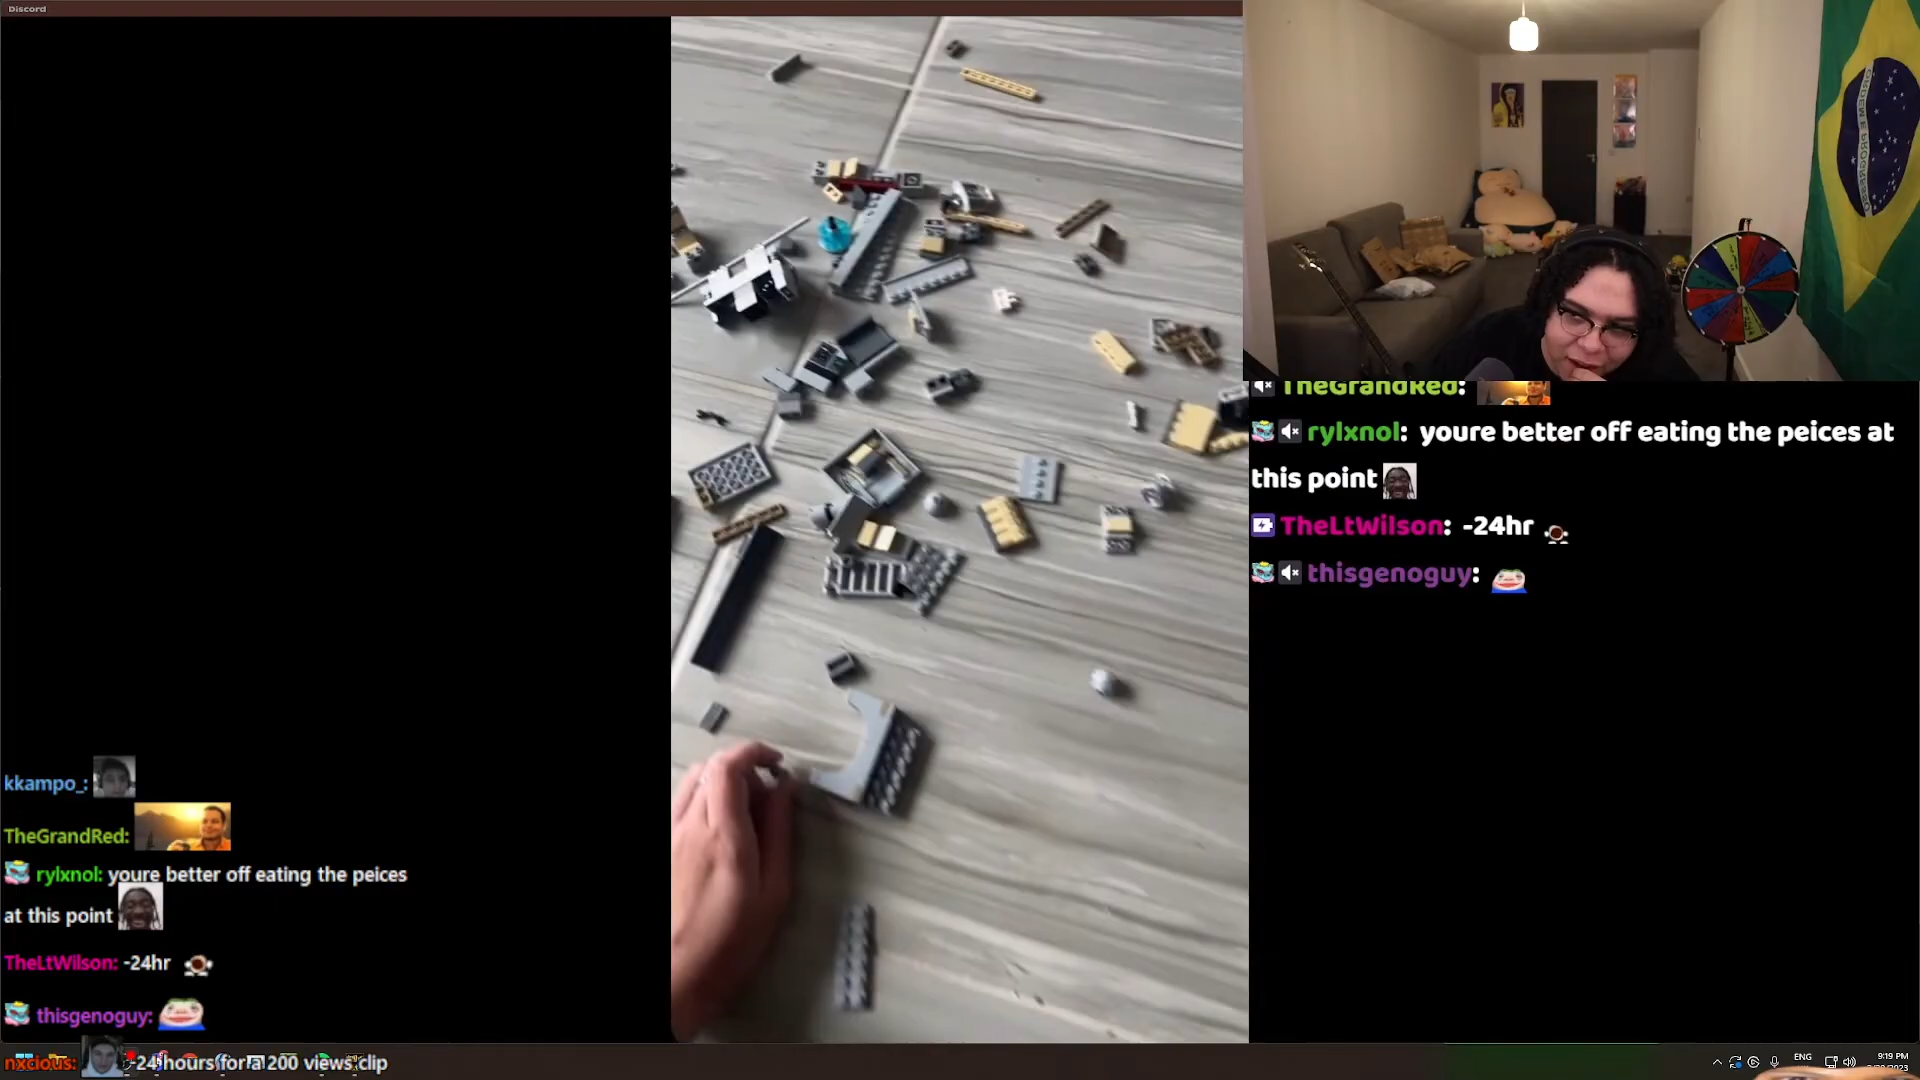 Discord
TheGrandRed:
rylxnol: youre better off eating the peices at
this point
TheLtWilson: -24hr
thisgenoguy:
kkampo_:
TheGrandRed:
rylxnol: youre better off eating the peices
at this point
TheLtWilson: -24hr
thisgenoguy:
nxcious: -24 hours for a 200 views clip
ENG
9:19 PM